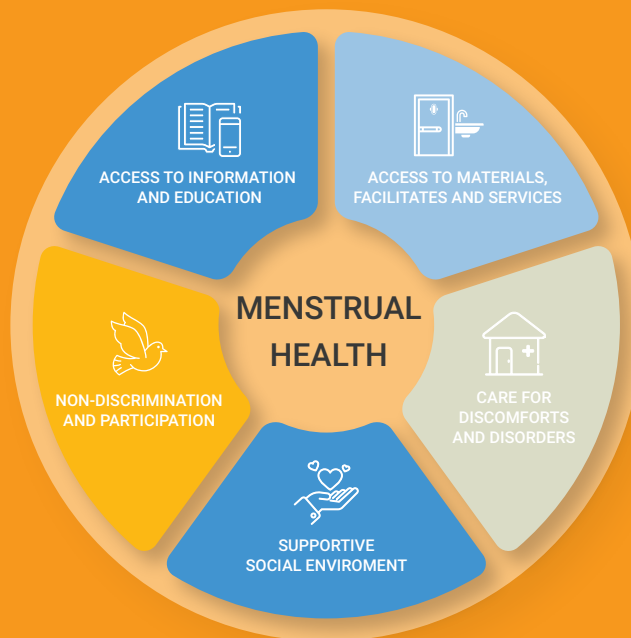 ACCESS TO INFORMATION
AND EDUCATION
ACCESS TO MATERIALS,
FACILITATES AND SERVICES
MENSTRUAL
HEALTH
NON-DISCRIMINATION
AND PARTICIPATION
CARE FOR
DISCOMFORTS
AND DISORDERS
SUPPORTIVE
SOCIAL ENVIROMENT